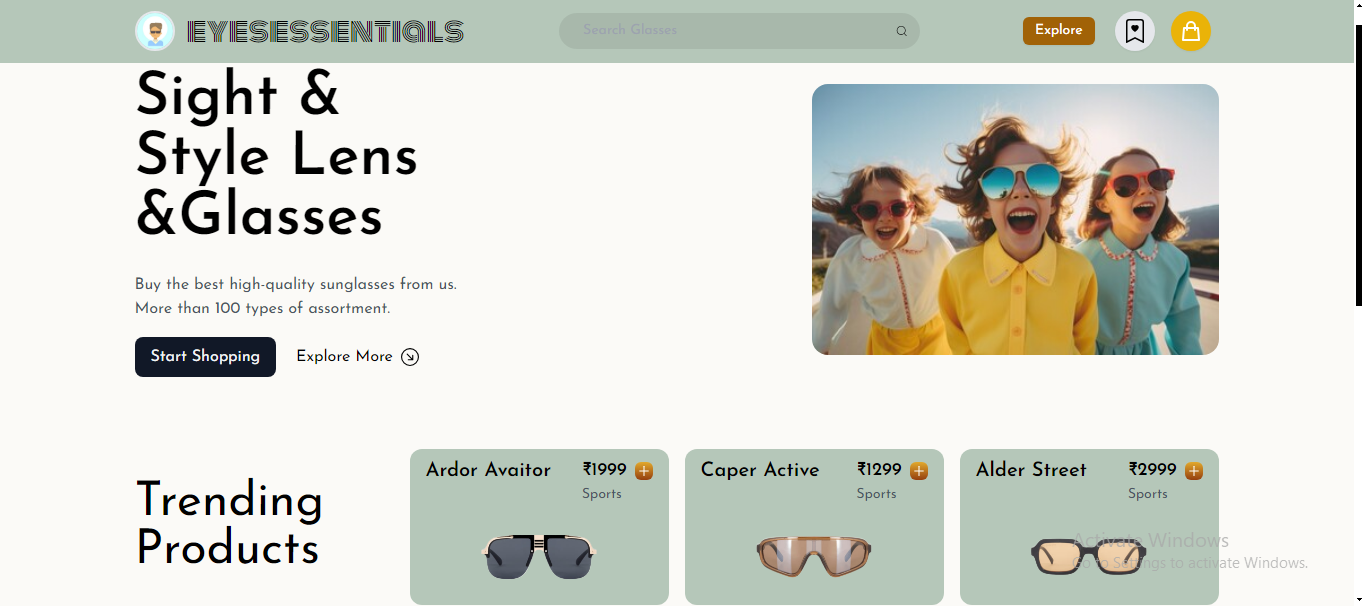 EYESESSENTIALS
Search Glasses
Explore
Sight &
Style Lens
&Glasses
Buy the best high-quality sunglasses from us.
More than 100 types of assortment.
Start Shopping
Explore More
Trending
Products
Ardor Avaitor
₹1999
Sports
Caper Active
₹1299
Sports
Alder Street
₹2999
Sports
Activate Windows
Go to Settings to activate Windows.